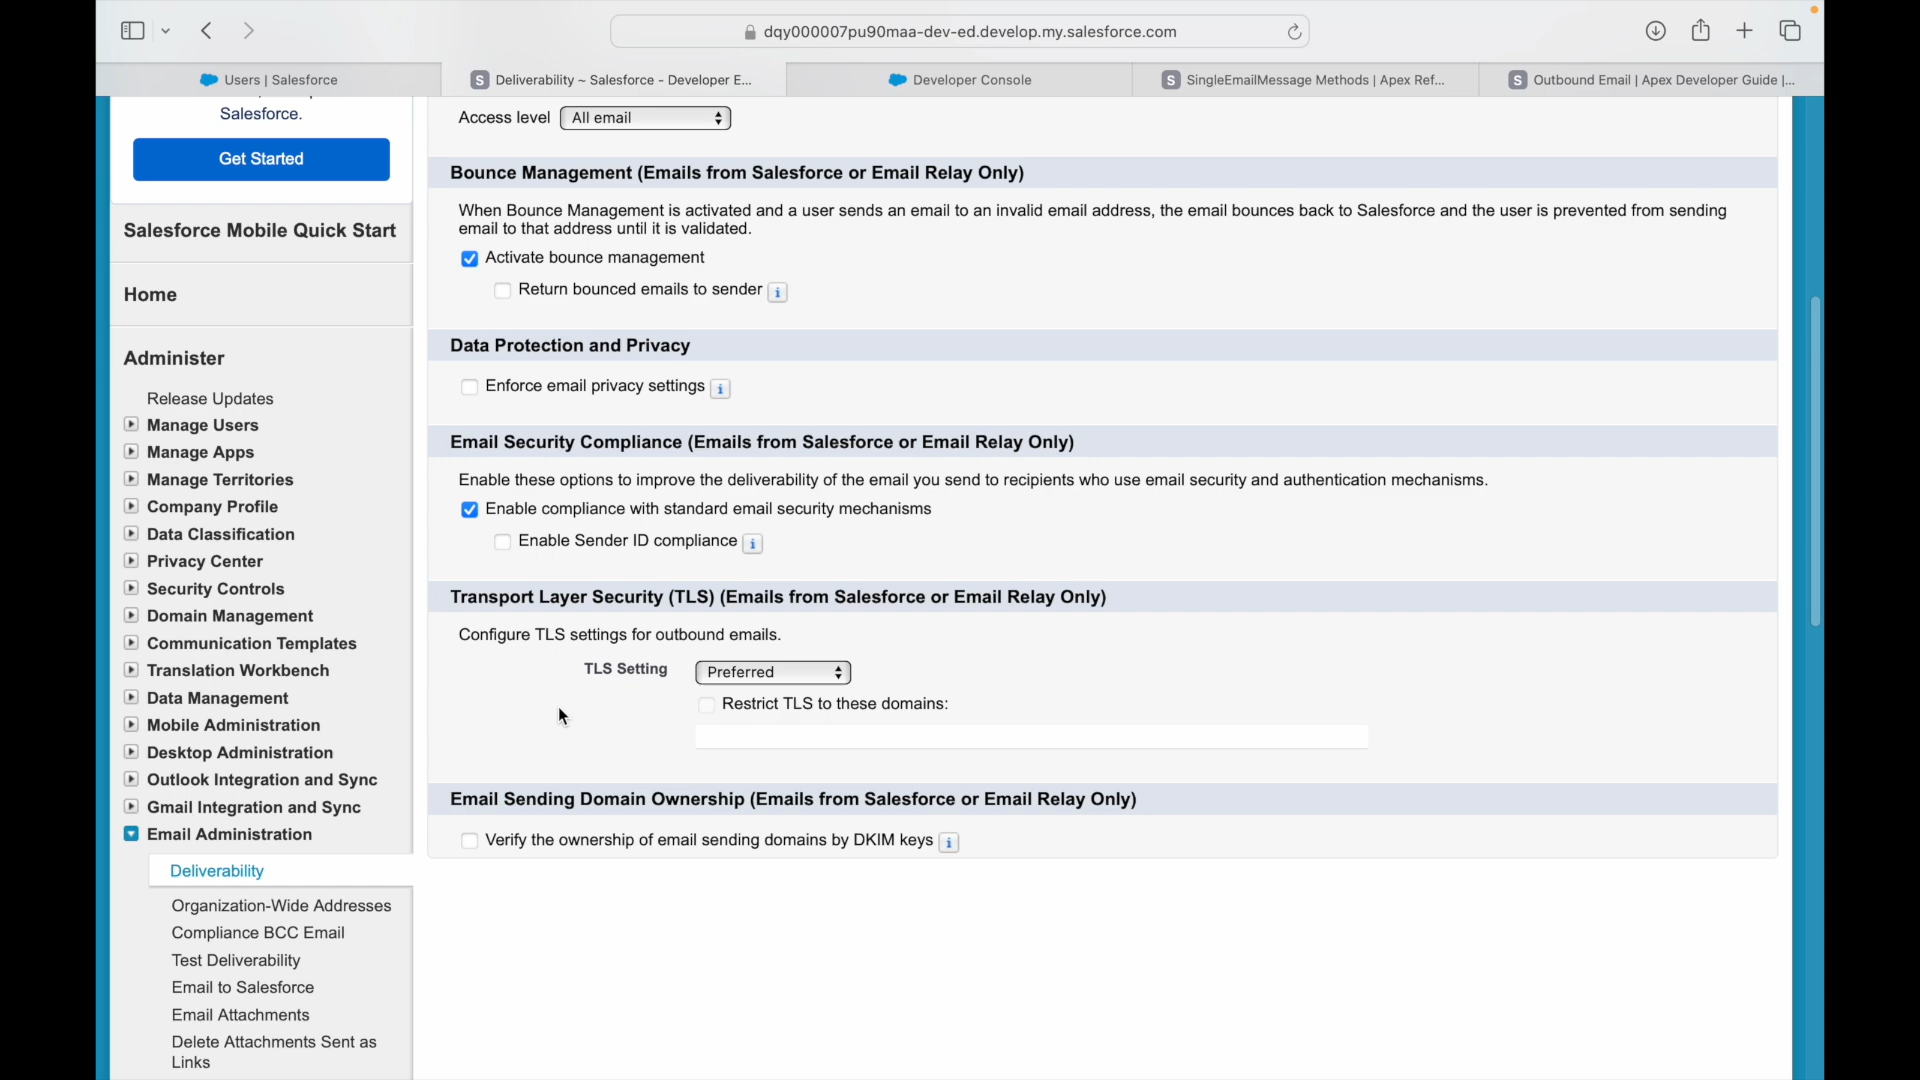 dqy000007pu90maa-dev-ed.develop.my.salesforce.com
Users | Salesforce
Deliverability ~ Salesforce - Developer E...
Developer Console
SingleEmailMessage Methods | Apex Ref...
Outbound Email | Apex Developer Guide |...
Salesforce.
Get Started
Salesforce Mobile Quick Start
Home
Administer
Release Updates
Manage Users
Manage Apps
Manage Territories
Company Profile
Data Classification
Privacy Center
Security Controls
Domain Management
Communication Templates
Translation Workbench
Data Management
Mobile Administration
Desktop Administration
Outlook Integration and Sync
Gmail Integration and Sync
Email Administration
Deliverability
Organization-Wide Addresses
Compliance BCC Email
Test Deliverability
Email to Salesforce
Email Attachments
Delete Attachments Sent as
Links
Access level All email
Bounce Management (Emails from Salesforce or Email Relay Only)
When Bounce Management is activated and a user sends an email to an invalid email address, the email bounces back to Salesforce and the user is prevented from sending
email to that address until it is validated.
Activate bounce management
Return bounced emails to sender
Data Protection and Privacy
Enforce email privacy settings
Email Security Compliance (Emails from Salesforce or Email Relay Only)
Enable these options to improve the deliverability of the email you send to recipients who use email security and authentication mechanisms.
Enable compliance with standard email security mechanisms
Enable Sender ID compliance
Transport Layer Security (TLS) (Emails from Salesforce or Email Relay Only)
Configure TLS settings for outbound emails.
TLS Setting Preferred
Restrict TLS to these domains:
Email Sending Domain Ownership (Emails from Salesforce or Email Relay Only)
Verify the ownership of email sending domains by DKIM keys